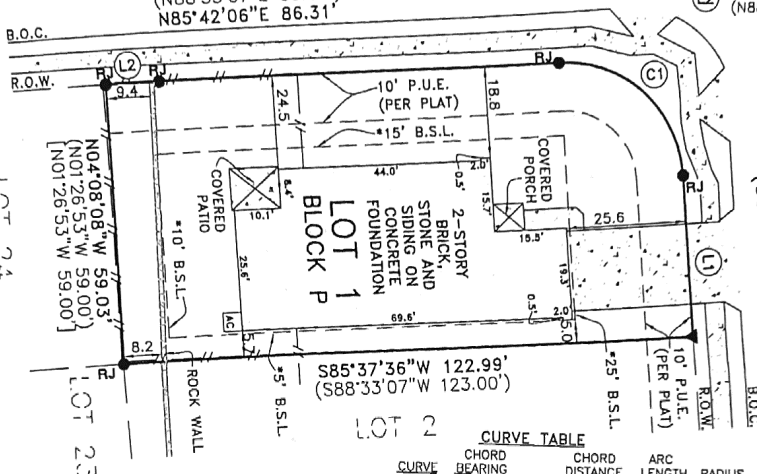 N85°42'06"E 86.31'
(N8
B.O.C.
R.O.W.
RJ
L2
RJ
9.4
C1
10' P.U.E.
(PER PLAT)
*15' B.S.L.
24.5
18.8
RJ
N04°08'08"W 59.03'
(N01°26'53"W 59.00')
[N01°26'53"W 59.00']
COVERED
PATIO
8.4'
10.1'
44.0'
2.0'
0.5'
15.7'
COVERED
PORCH
15.5'
25.6
LOT 1
BLOCK P
2-STORY
BRICK,
STONE AND
SIDING ON
CONCRETE
FOUNDATION
*10' B.S.L.
25.6'
19.3'
L1
AC
69.6'
0.5'
2.0'
5.0
5.7
8.2
RJ
ROCK WALL
*5' B.S.L.
S85°37'36"W 122.99'
(S88°33'07"W 123.00')
*25' B.S.L.
10' P.U.E.
(PER PLAT)
R.O.W.
B.O.C.
LOT 2
CURVE TABLE
CURVE
CHORD
BEARING
CHORD
DISTANCE
ARC
LENGTH
RADIUS